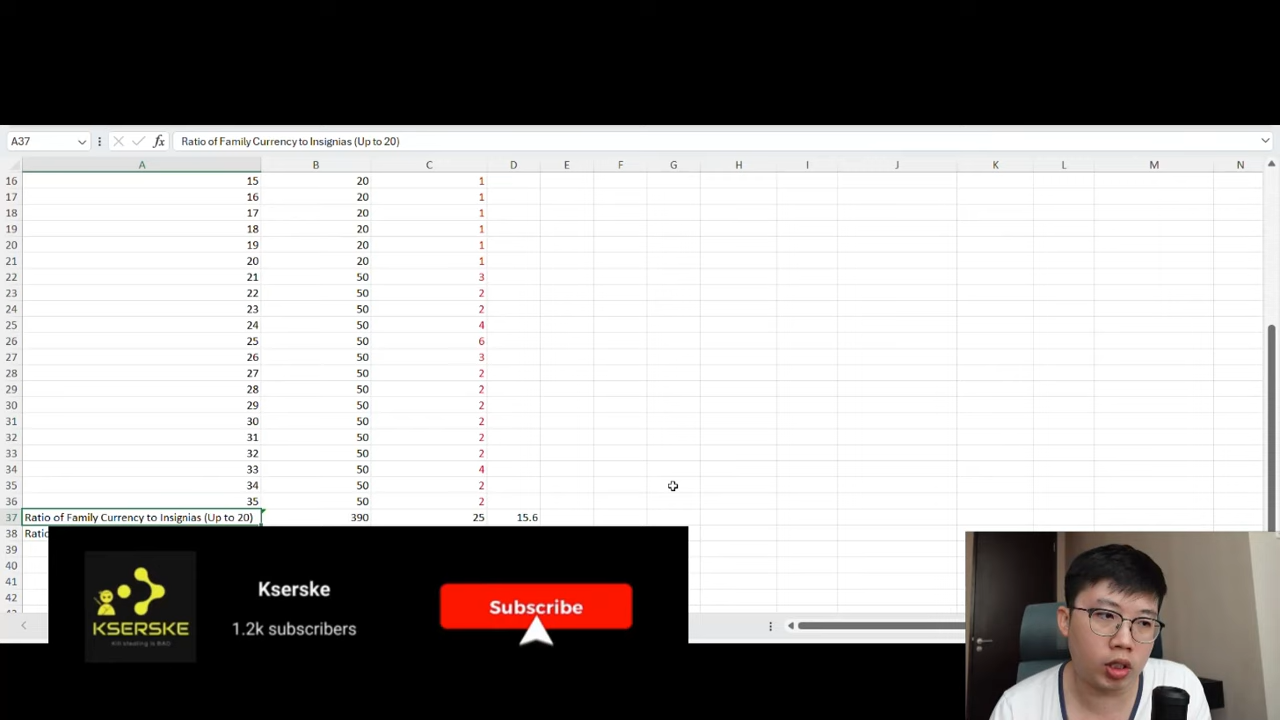 A37 fx Ratio of Family Currency to Insignias (Up to 20)
A B C D E F G H I J K L M N
16 15 20 1
17 16 20 1
18 17 20 1
19 18 20 1
20 19 20 1
21 20 20 1
22 21 50 3
23 22 50 2
24 23 50 2
25 24 50 4
26 25 50 6
27 26 50 3
28 27 50 2
29 28 50 2
30 29 50 2
31 30 50 2
32 31 50 2
33 32 50 2
34 33 50 4
35 34 50 2
36 35 50 2
37 Ratio of Family Currency to Insignias (Up to 20) 390 25 15.6
38 Ratio
39
40
41
42
KSERSKE
Kill stealing is BAD
Kserske
1.2k subscribers
Subscribe